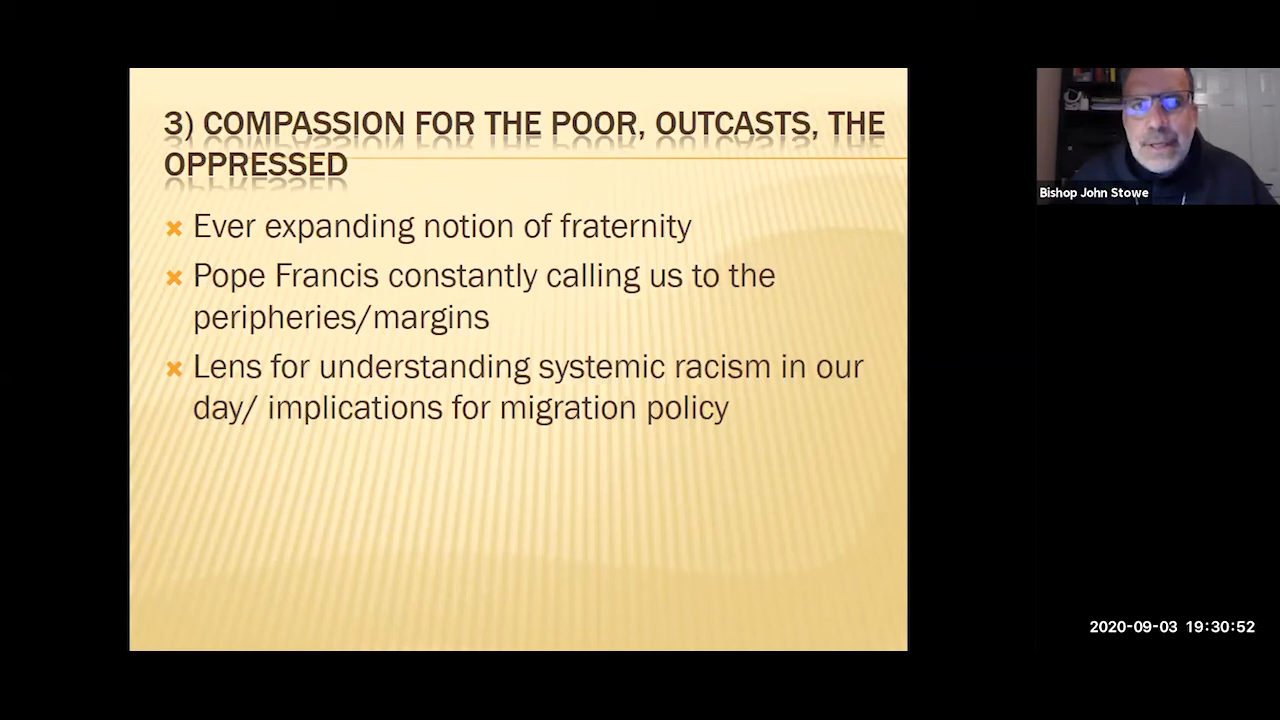 3) COMPASSION FOR THE POOR, OUTCASTS, THE
OPPRESSED
Ever expanding notion of fraternity
Pope Francis constantly calling us to the
peripheries/margins
Lens for understanding systemic racism in our
day/ implications for migration policy
Bishop John Stowe
2020-09-03 19:30:52